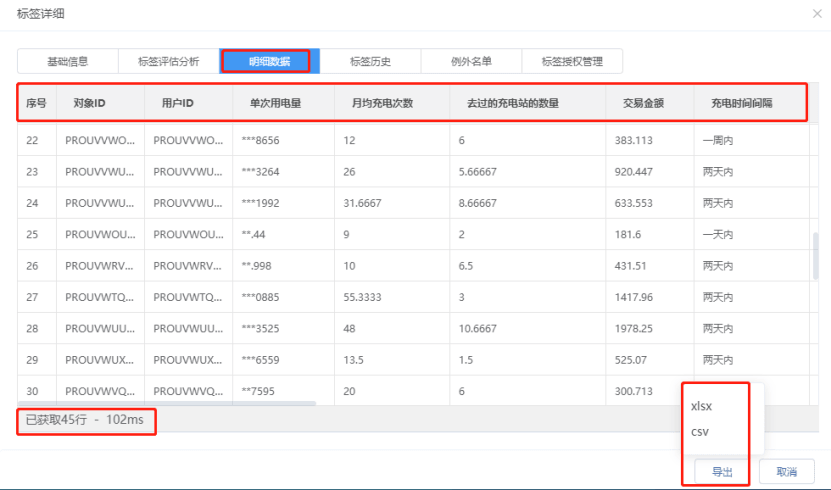 标签详细
基础信息 标签评估分析 明细数据 标签历史 例外名单 标签授权管理
序号 对象ID 用户ID 单次用电量 月均充电次数 去过的充电站的数量 交易金额 充电时间间隔
22 PROUVVWO... PROUVVWO... ***8656 12 6 383.113 一周内
23 PROUVVWU... PROUVVWU... ***3264 26 5.66667 920.447 两天内
24 PROUVVWU... PROUVVWU... ***1992 31.6667 8.66667 633.553 两天内
25 PROUVWOU... PROUVWOU... **.44 9 2 181.6 一天内
26 PROUVWRV... PROUVWRV... **.998 10 6.5 431.51 两天内
27 PROUVWTQ... PROUVWTQ... ***0885 55.3333 3 1417.96 两天内
28 PROUVWUU... PROUVWUU... ***3525 48 10.6667 1978.25 两天内
29 PROUVWUX... PROUVWUX... ***6559 13.5 1.5 525.07 两天内
30 PROUVWVQ... PROUVWVQ... **7595 20 6 300.713
已获取45行 - 102ms
xlsx
csv
导出 取消